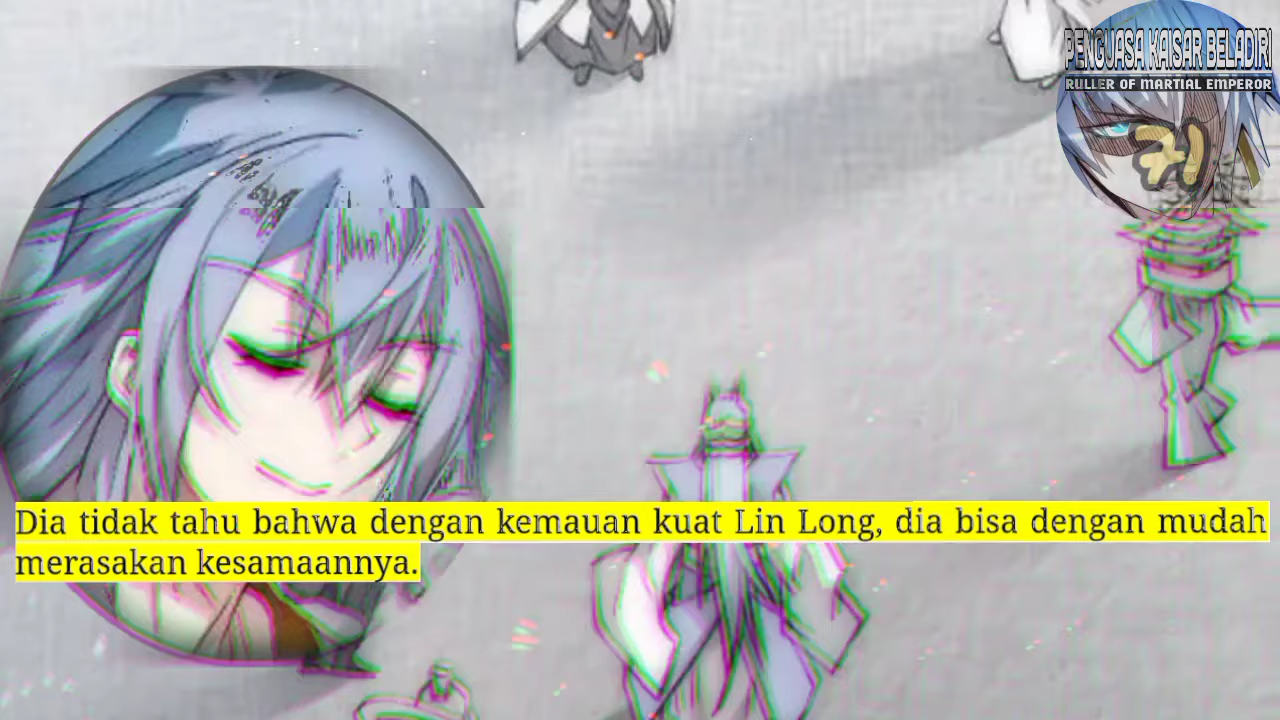 PENGUASA KAISAR BELADIRI
RULLER OF MARTIAL EMPEROR
Dia tidak tahu bahwa dengan kemauan kuat Lin Long, dia bisa dengan mudah
merasakan kesamaannya.